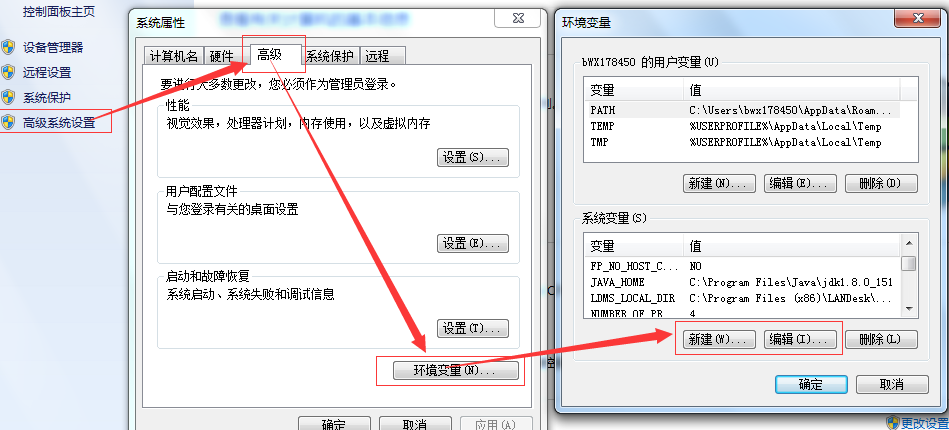 控制面板主页
设备管理器
远程设置
系统保护
高级系统设置
系统属性
计算机名
硬件
高级
系统保护
远程
要进行大多数更改，您必须作为管理员登录。
性能
视觉效果，处理器计划，内存使用，以及虚拟内存
设置(S)...
用户配置文件
与您登录有关的桌面设置
设置(E)...
启动和故障恢复
系统启动、系统失败和调试信息
设置(T)...
环境变量(N)...
确定
取消
应用(A)
环境变量
bWX178450 的用户变量(U)
变量 值
PATH C:\Users\bwx178450\AppData\Roam...
TEMP %USERPROFILE%\AppData\Local\Temp
TMP %USERPROFILE%\AppData\Local\Temp
新建(N)...
编辑(E)...
删除(D)
系统变量(S)
变量 值
FP_NO_HOST_C... NO
JAVA_HOME C:\Program Files\Java\jdk1.8.0_151
LDMS_LOCAL_DIR C:\Program Files (x86)\LANDesk\...
NUMBER_OF_PR... 4
新建(W)...
编辑(I)...
删除(L)
确定
取消
更改设置